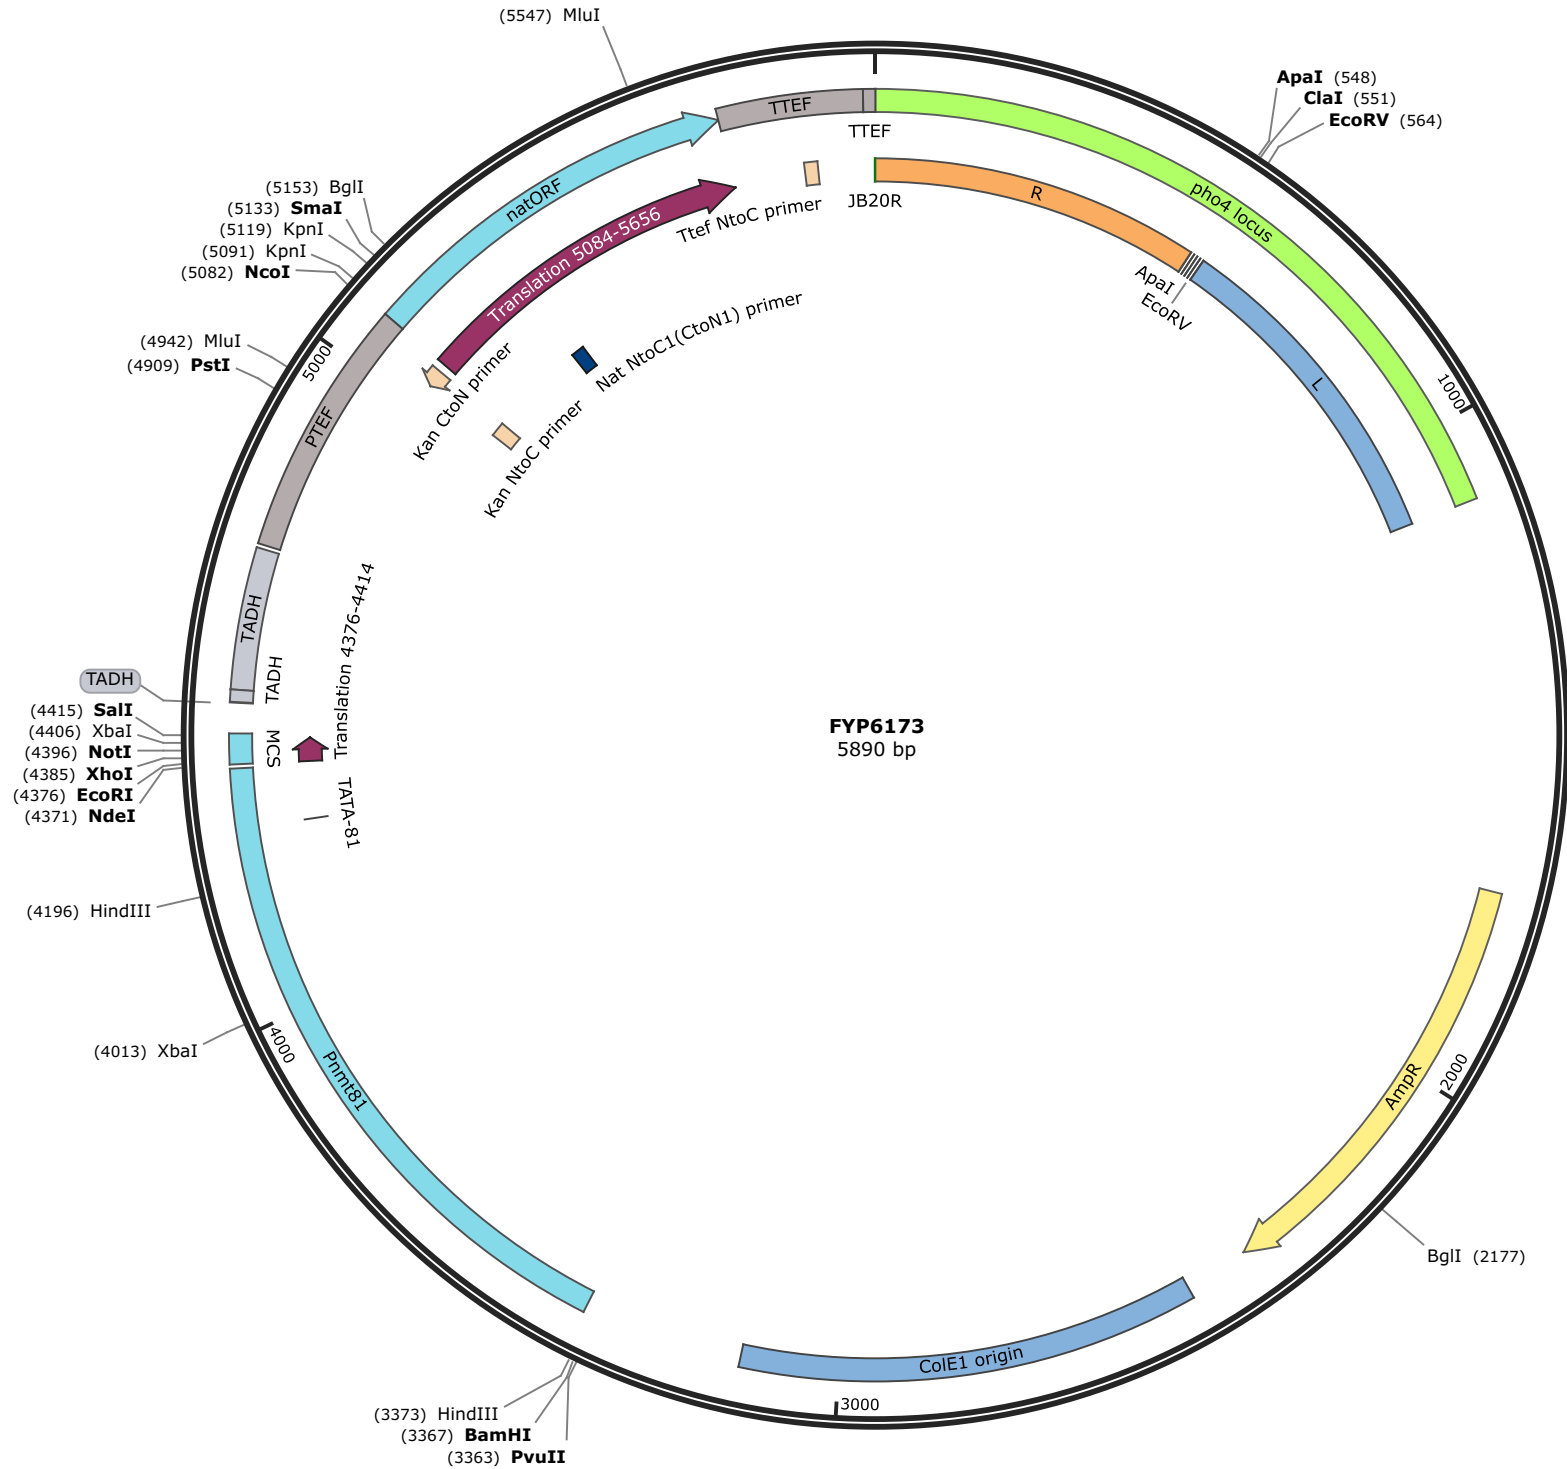 (5547) MluI
ApaI (548)
ClaI (551)
EcoRV (564)
TTEF
TTEF
pho4 locus
JB20R
R
ApaI
EcoRV
L
1000
(5153) BglI
(5133) SmaI
(5119) KpnI
(5091) KpnI
(5082) NcoI
(4942) MluI
(4909) PstI
5000
natORF
Translation 5084-5656
Ttef NtoC primer
Nat NtoC1(CtoN1) primer
Kan CtoN primer
Kan NtoC primer
PTEF
TADH
TADH
TADH
Translation 4376-4414
MCS
TATA-81
(4415) SalI
(4406) XbaI
(4396) NotI
(4385) XhoI
(4376) EcoRI
(4371) NdeI
FYP6173
5890 bp
(4196) HindIII
(4013) XbaI
4000
Pnmt81
AmpR
2000
BglI (2177)
ColE1 origin
3000
(3373) HindIII
(3367) BamHI
(3363) PvuII